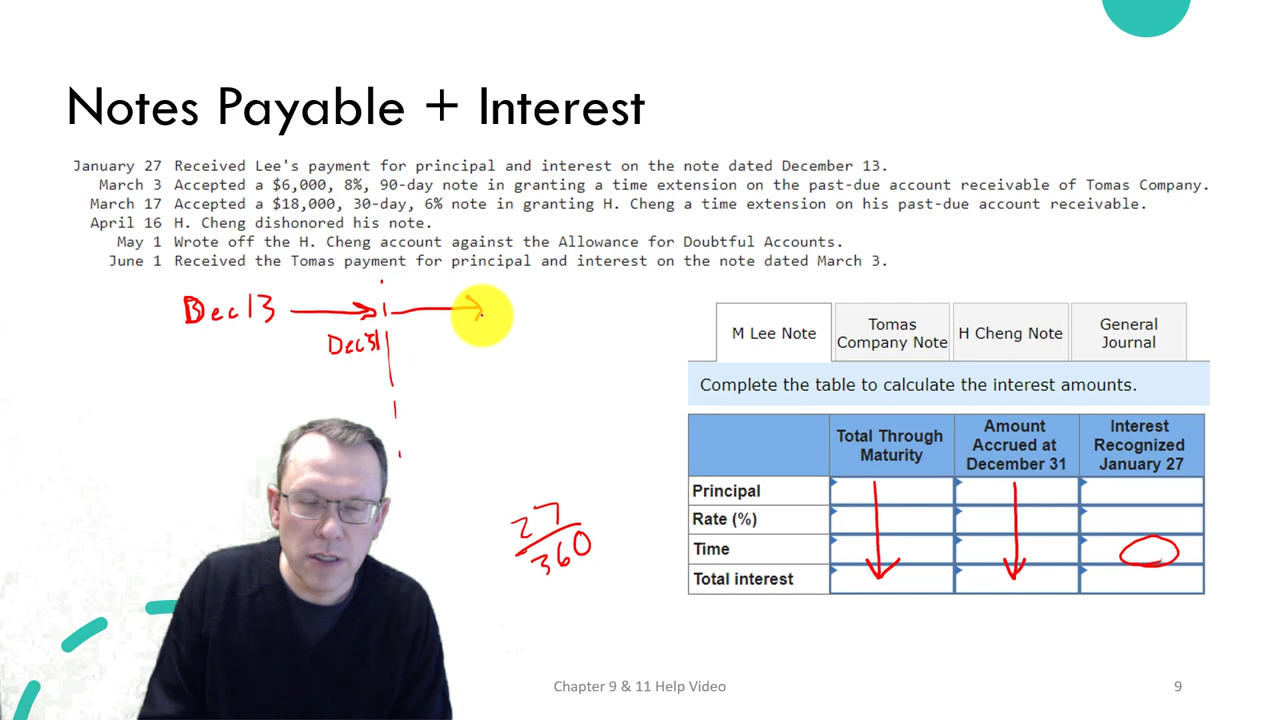 Notes Payable + Interest
January 27 Received Lee's payment for principal and interest on the note dated December 13.
March 3 Accepted a $6,000, 8%, 90-day note in granting a time extension on the past-due account receivable of Tomas Company.
March 17 Accepted a $18,000, 30-day, 6% note in granting H. Cheng a time extension on his past-due account receivable.
April 16 H. Cheng dishonored his note.
May 1 Wrote off the H. Cheng account against the Allowance for Doubtful Accounts.
June 1 Received the Tomas payment for principal and interest on the note dated March 3.
Dec 13
Dec 31
27
360
M Lee Note
Tomas
Company Note
H Cheng Note
General
Journal
Complete the table to calculate the interest amounts.
Total Through
Maturity
Amount
Accrued at
December 31
Interest
Recognized
January 27
Principal
Rate (%)
Time
Total interest
Chapter 9 & 11 Help Video
9